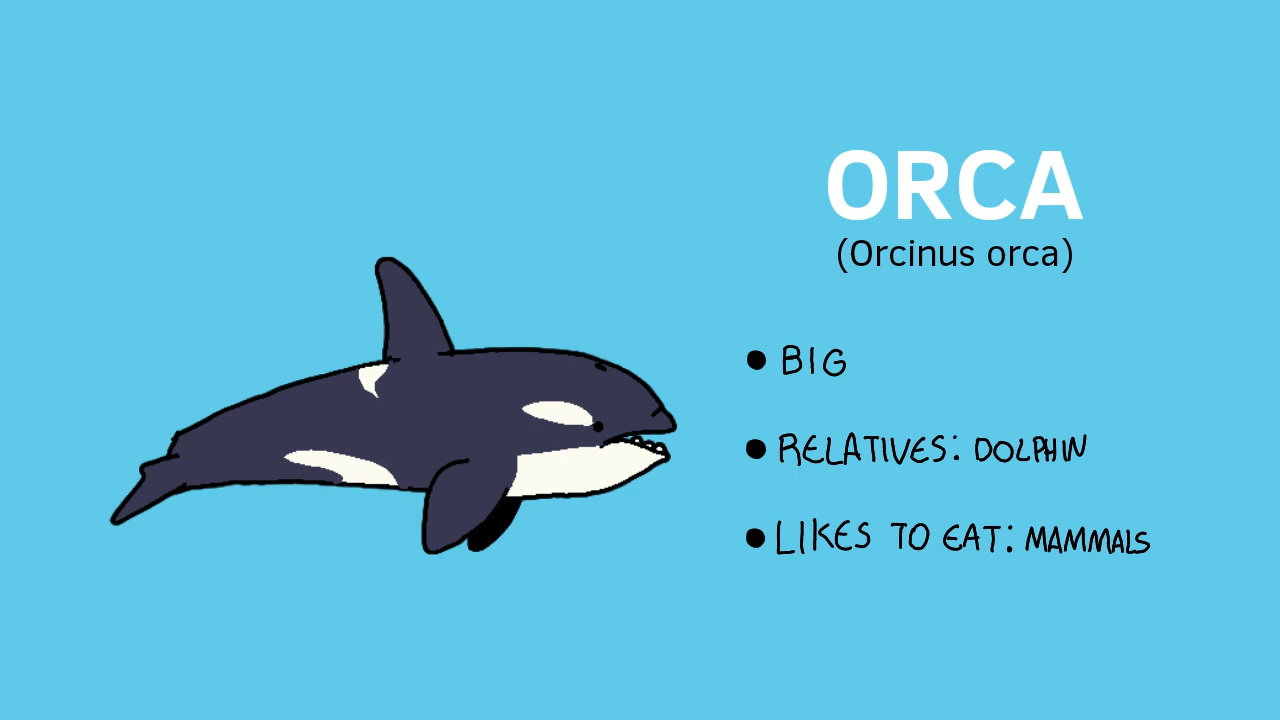 ORCA
(Orcinus orca)
● BIG
● RELATIVES: DOLPHIN
● LIKES TO EAT: MAMMALS